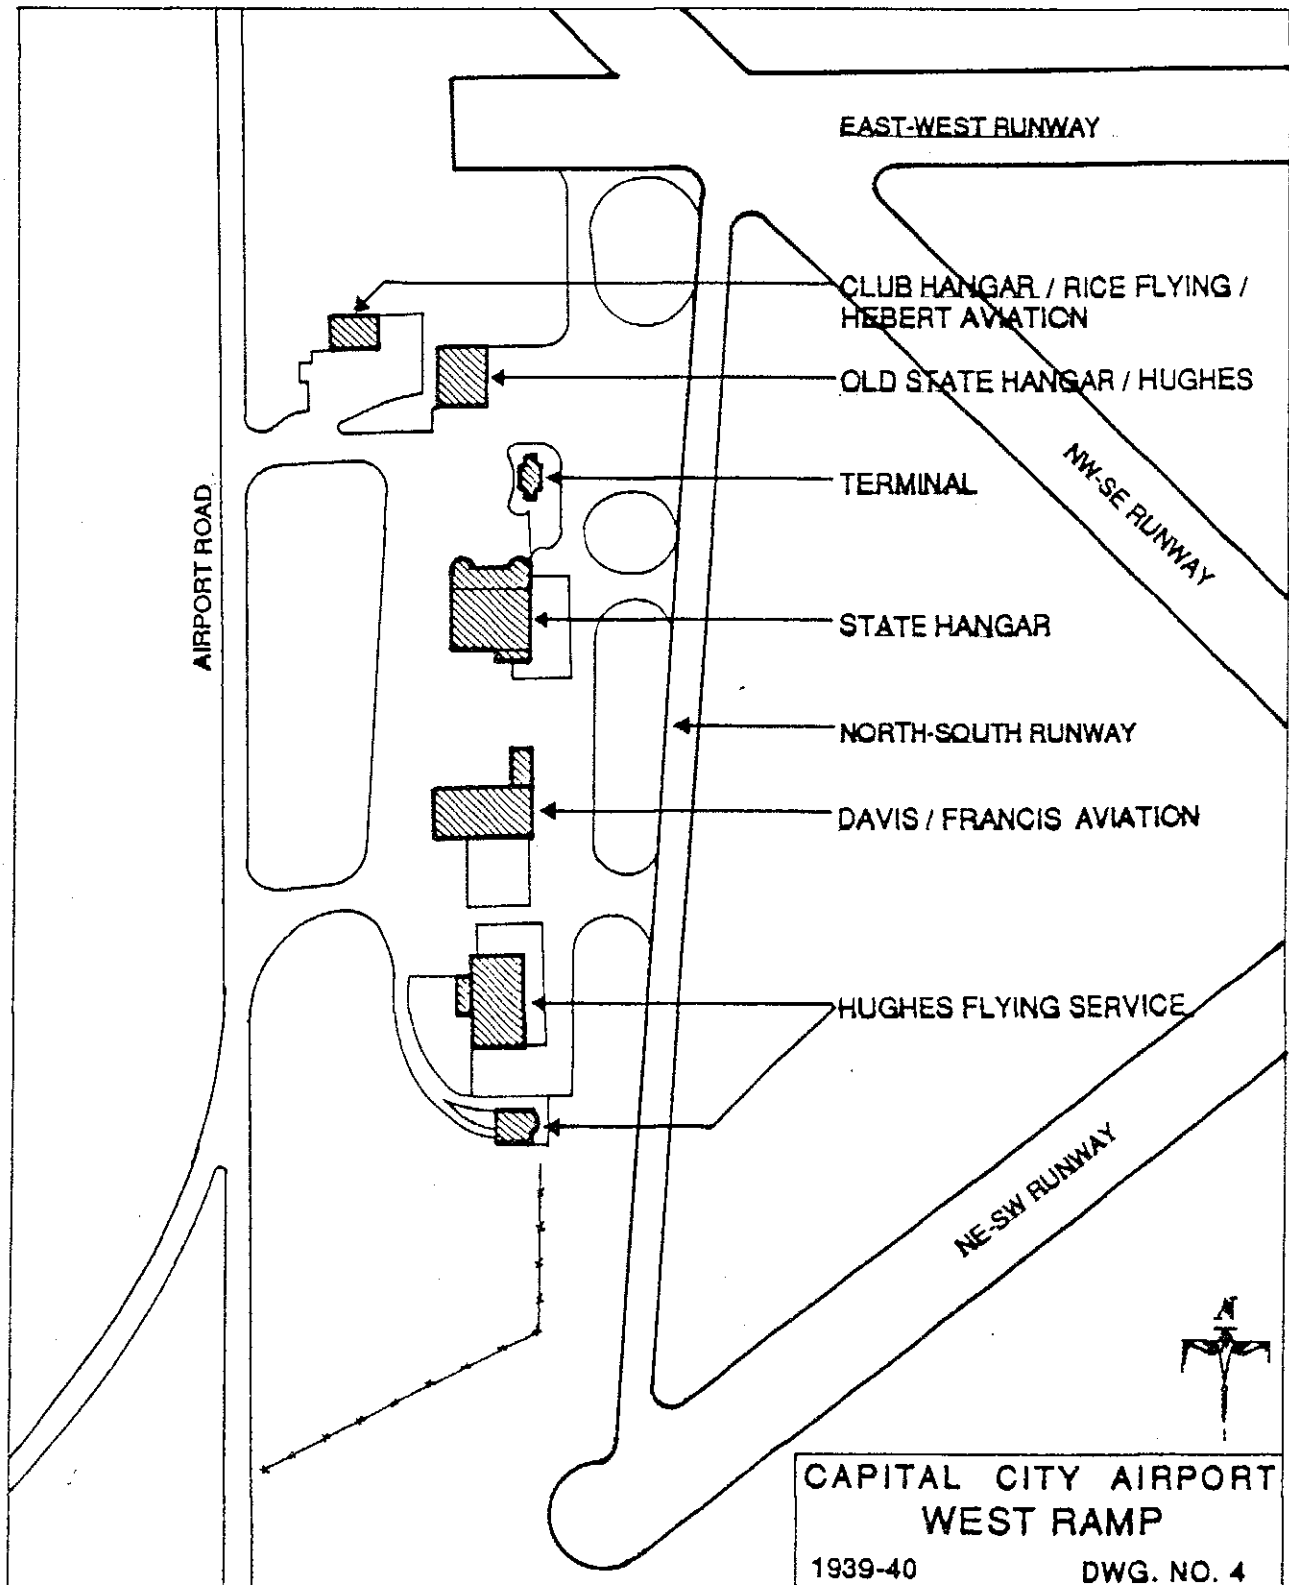 EAST-WEST RUNWAY
CLUB HANGAR / RICE FLYING /
HEBERT AVIATION
OLD STATE HANGAR / HUGHES
NW-SE RUNWAY
TERMINAL
AIRPORT ROAD
STATE HANGAR
NORTH-SOUTH RUNWAY
DAVIS / FRANCIS AVIATION
HUGHES FLYING SERVICE
NE-SW RUNWAY
N
CAPITAL CITY AIRPORT
WEST RAMP
1939-40 DWG. NO. 4